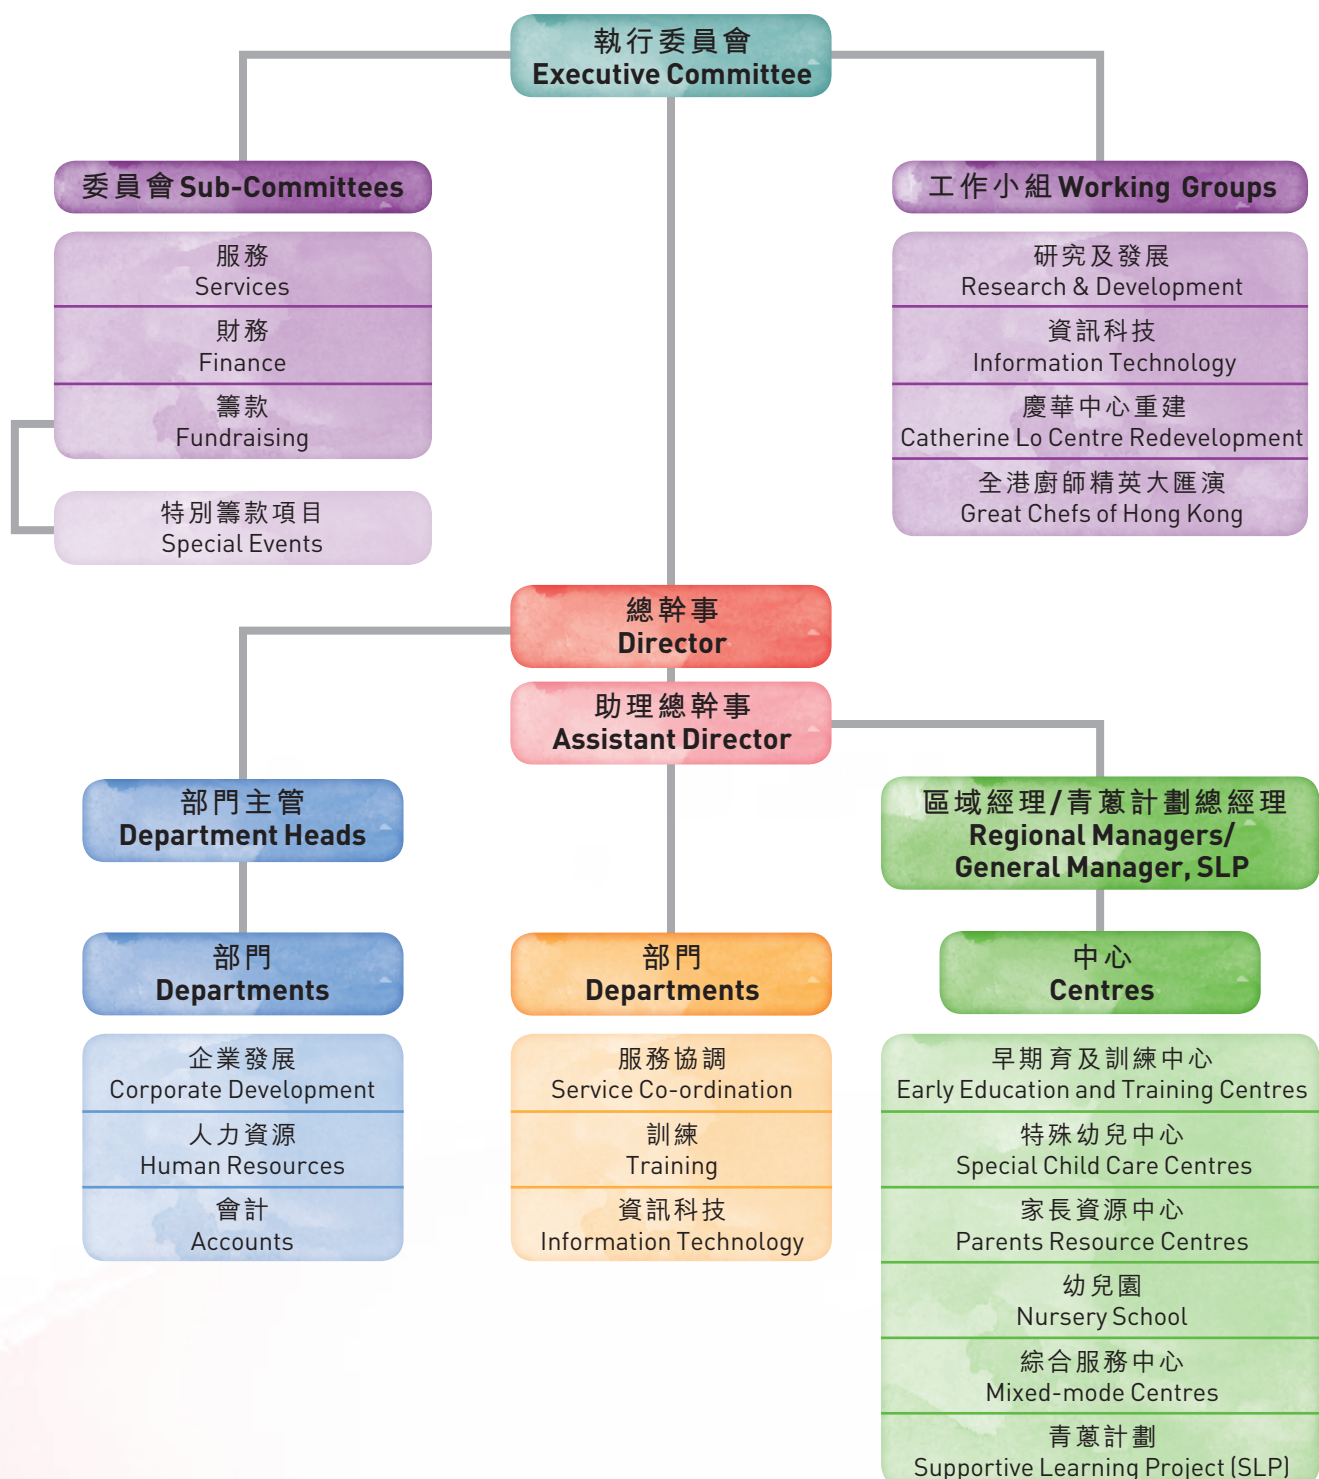 執行委員會
Executive Committee
委員會 Sub-Committees
服務
Services
財務
Finance
籌款
Fundraising
特別籌款項目
Special Events
工作小組 Working Groups
研究及發展
Research & Development
資訊科技
Information Technology
慶華中心重建
Catherine Lo Centre Redevelopment
全港廚師精英大匯演
Great Chefs of Hong Kong
總幹事
Director
助理總幹事
Assistant Director
部門主管
Department Heads
部門
Departments
企業發展
Corporate Development
人力資源
Human Resources
會計
Accounts
部門
Departments
服務協調
Service Co-ordination
訓練
Training
資訊科技
Information Technology
區域經理/青蔥計劃總經理
Regional Managers/
General Manager, SLP
中心
Centres
早期育及訓練中心
Early Education and Training Centres
特殊幼兒中心
Special Child Care Centres
家長資源中心
Parents Resource Centres
幼兒園
Nursery School
綜合服務中心
Mixed-mode Centres
青蔥計劃
Supportive Learning Project (SLP)